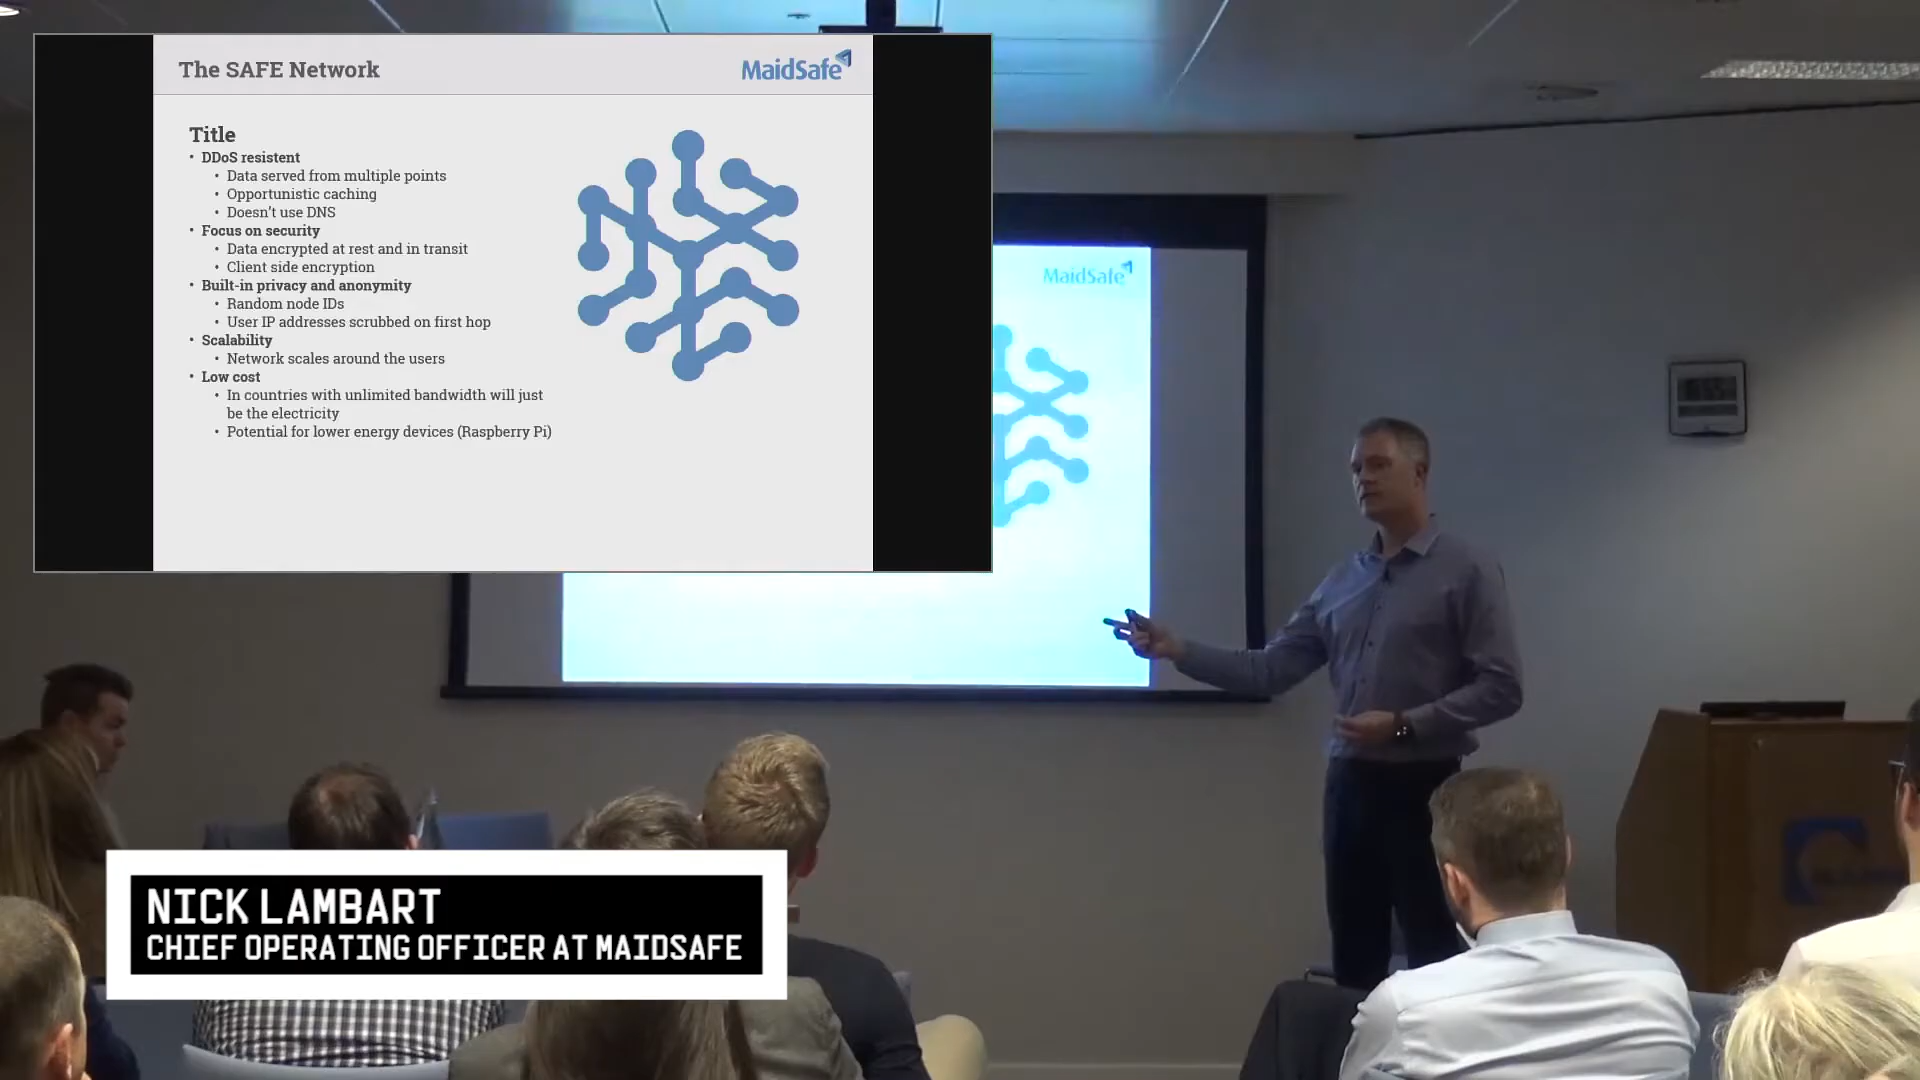 The SAFE Network
MaidSafe
Title
• DDoS resistent
• Data served from multiple points
• Opportunistic caching
• Doesn't use DNS
• Focus on security
• Data encrypted at rest and in transit
• Client side encryption
• Built-in privacy and anonymity
• Random node IDs
• User IP addresses scrubbed on first hop
• Scalability
• Network scales around the users
• Low cost
• In countries with unlimited bandwidth will just
be the electricity
• Potential for lower energy devices (Raspberry Pi)
MaidSafe
NICK LAMBART
CHIEF OPERATING OFFICER AT MAIDSAFE